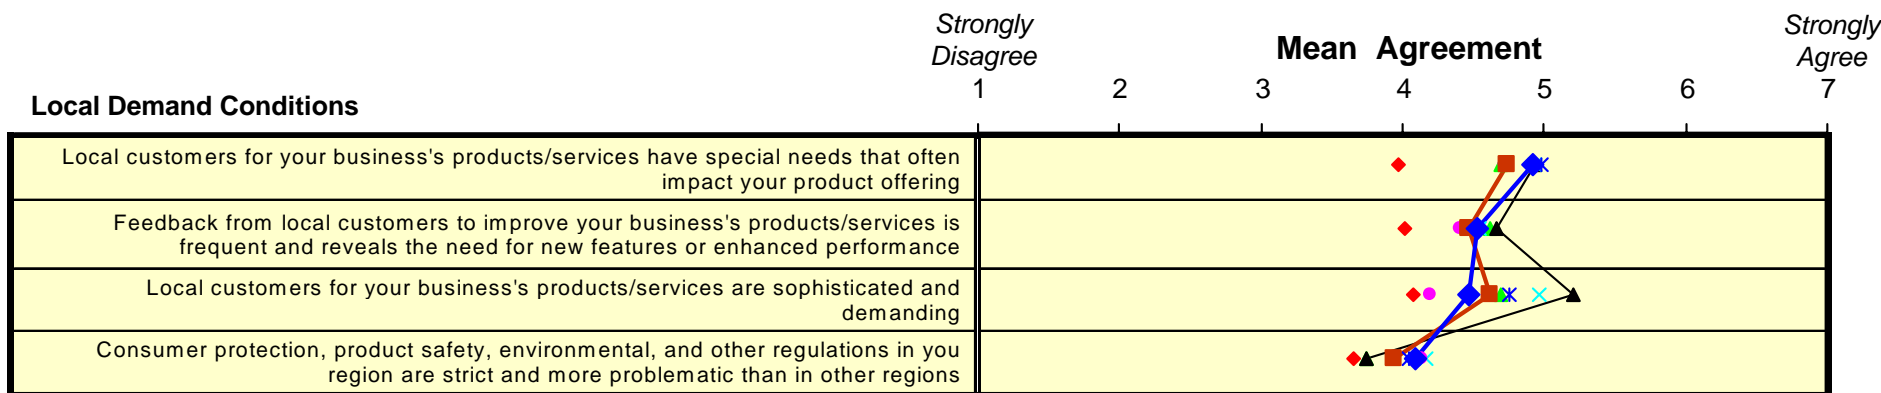 Strongly
Disagree
Mean Agreement
Strongly
Agree
1 2 3 4 5 6 7
Local Demand Conditions
Local customers for your business's products/services have special needs that often
impact your product offering
Feedback from local customers to improve your business's products/services is
frequent and reveals the need for new features or enhanced performance
Local customers for your business's products/services are sophisticated and
demanding
Consumer protection, product safety, environmental, and other regulations in you
region are strict and more problematic than in other regions